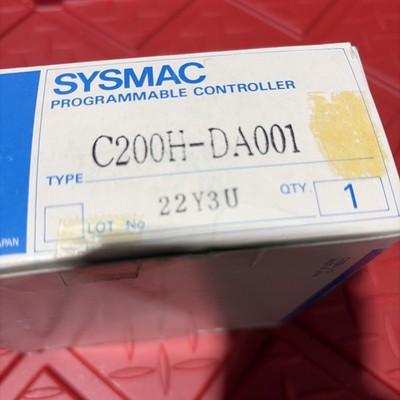 SYSMAC
PROGRAMMABLE CONTROLLER
TYPE C200H-DA001
LOT No 22Y3U QTY. 1
JAPAN